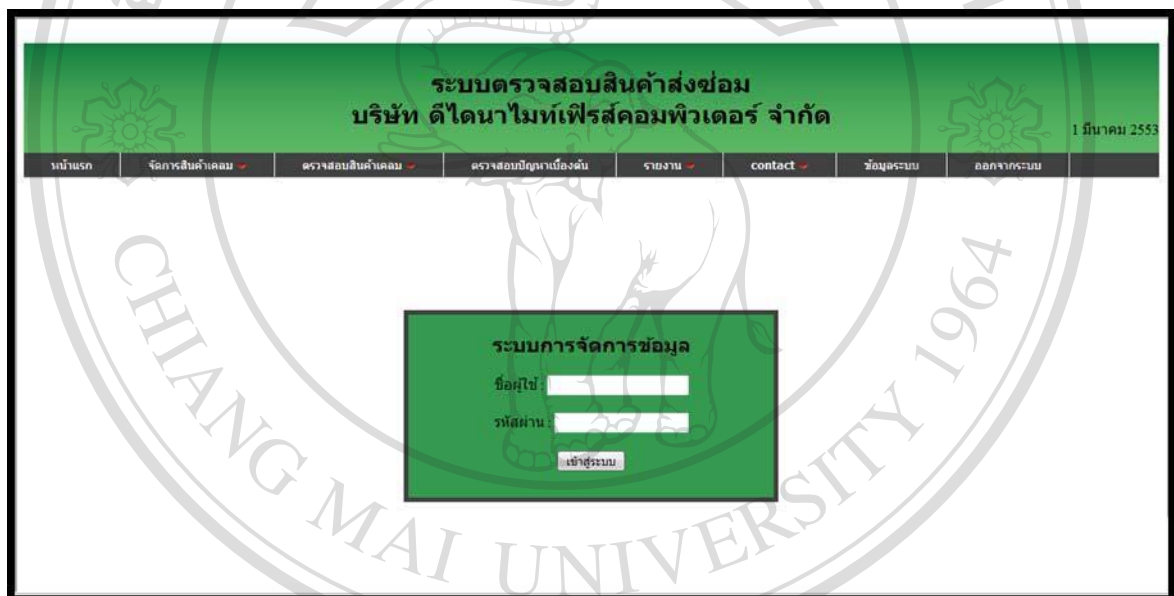 ระบบตรวจสอบสินค้าส่งซ่อม
บริษัท ดีไดนาไมท์เฟิรส์คอมพิวเตอร์ จำกัด
1 มีนาคม 2553
หน้าแรก จัดการสินค้าเคลม ตรวจสอบสินค้าเคลม ตรวจสอบปัญหาเบื้องต้น รายงาน contact ข้อมูลระบบ ออกจากระบบ
ระบบการจัดการข้อมูล
ชื่อผู้ใช้ :
รหัสผ่าน :
เข้าสู่ระบบ
CHIANG MAI UNIVERSITY 1964